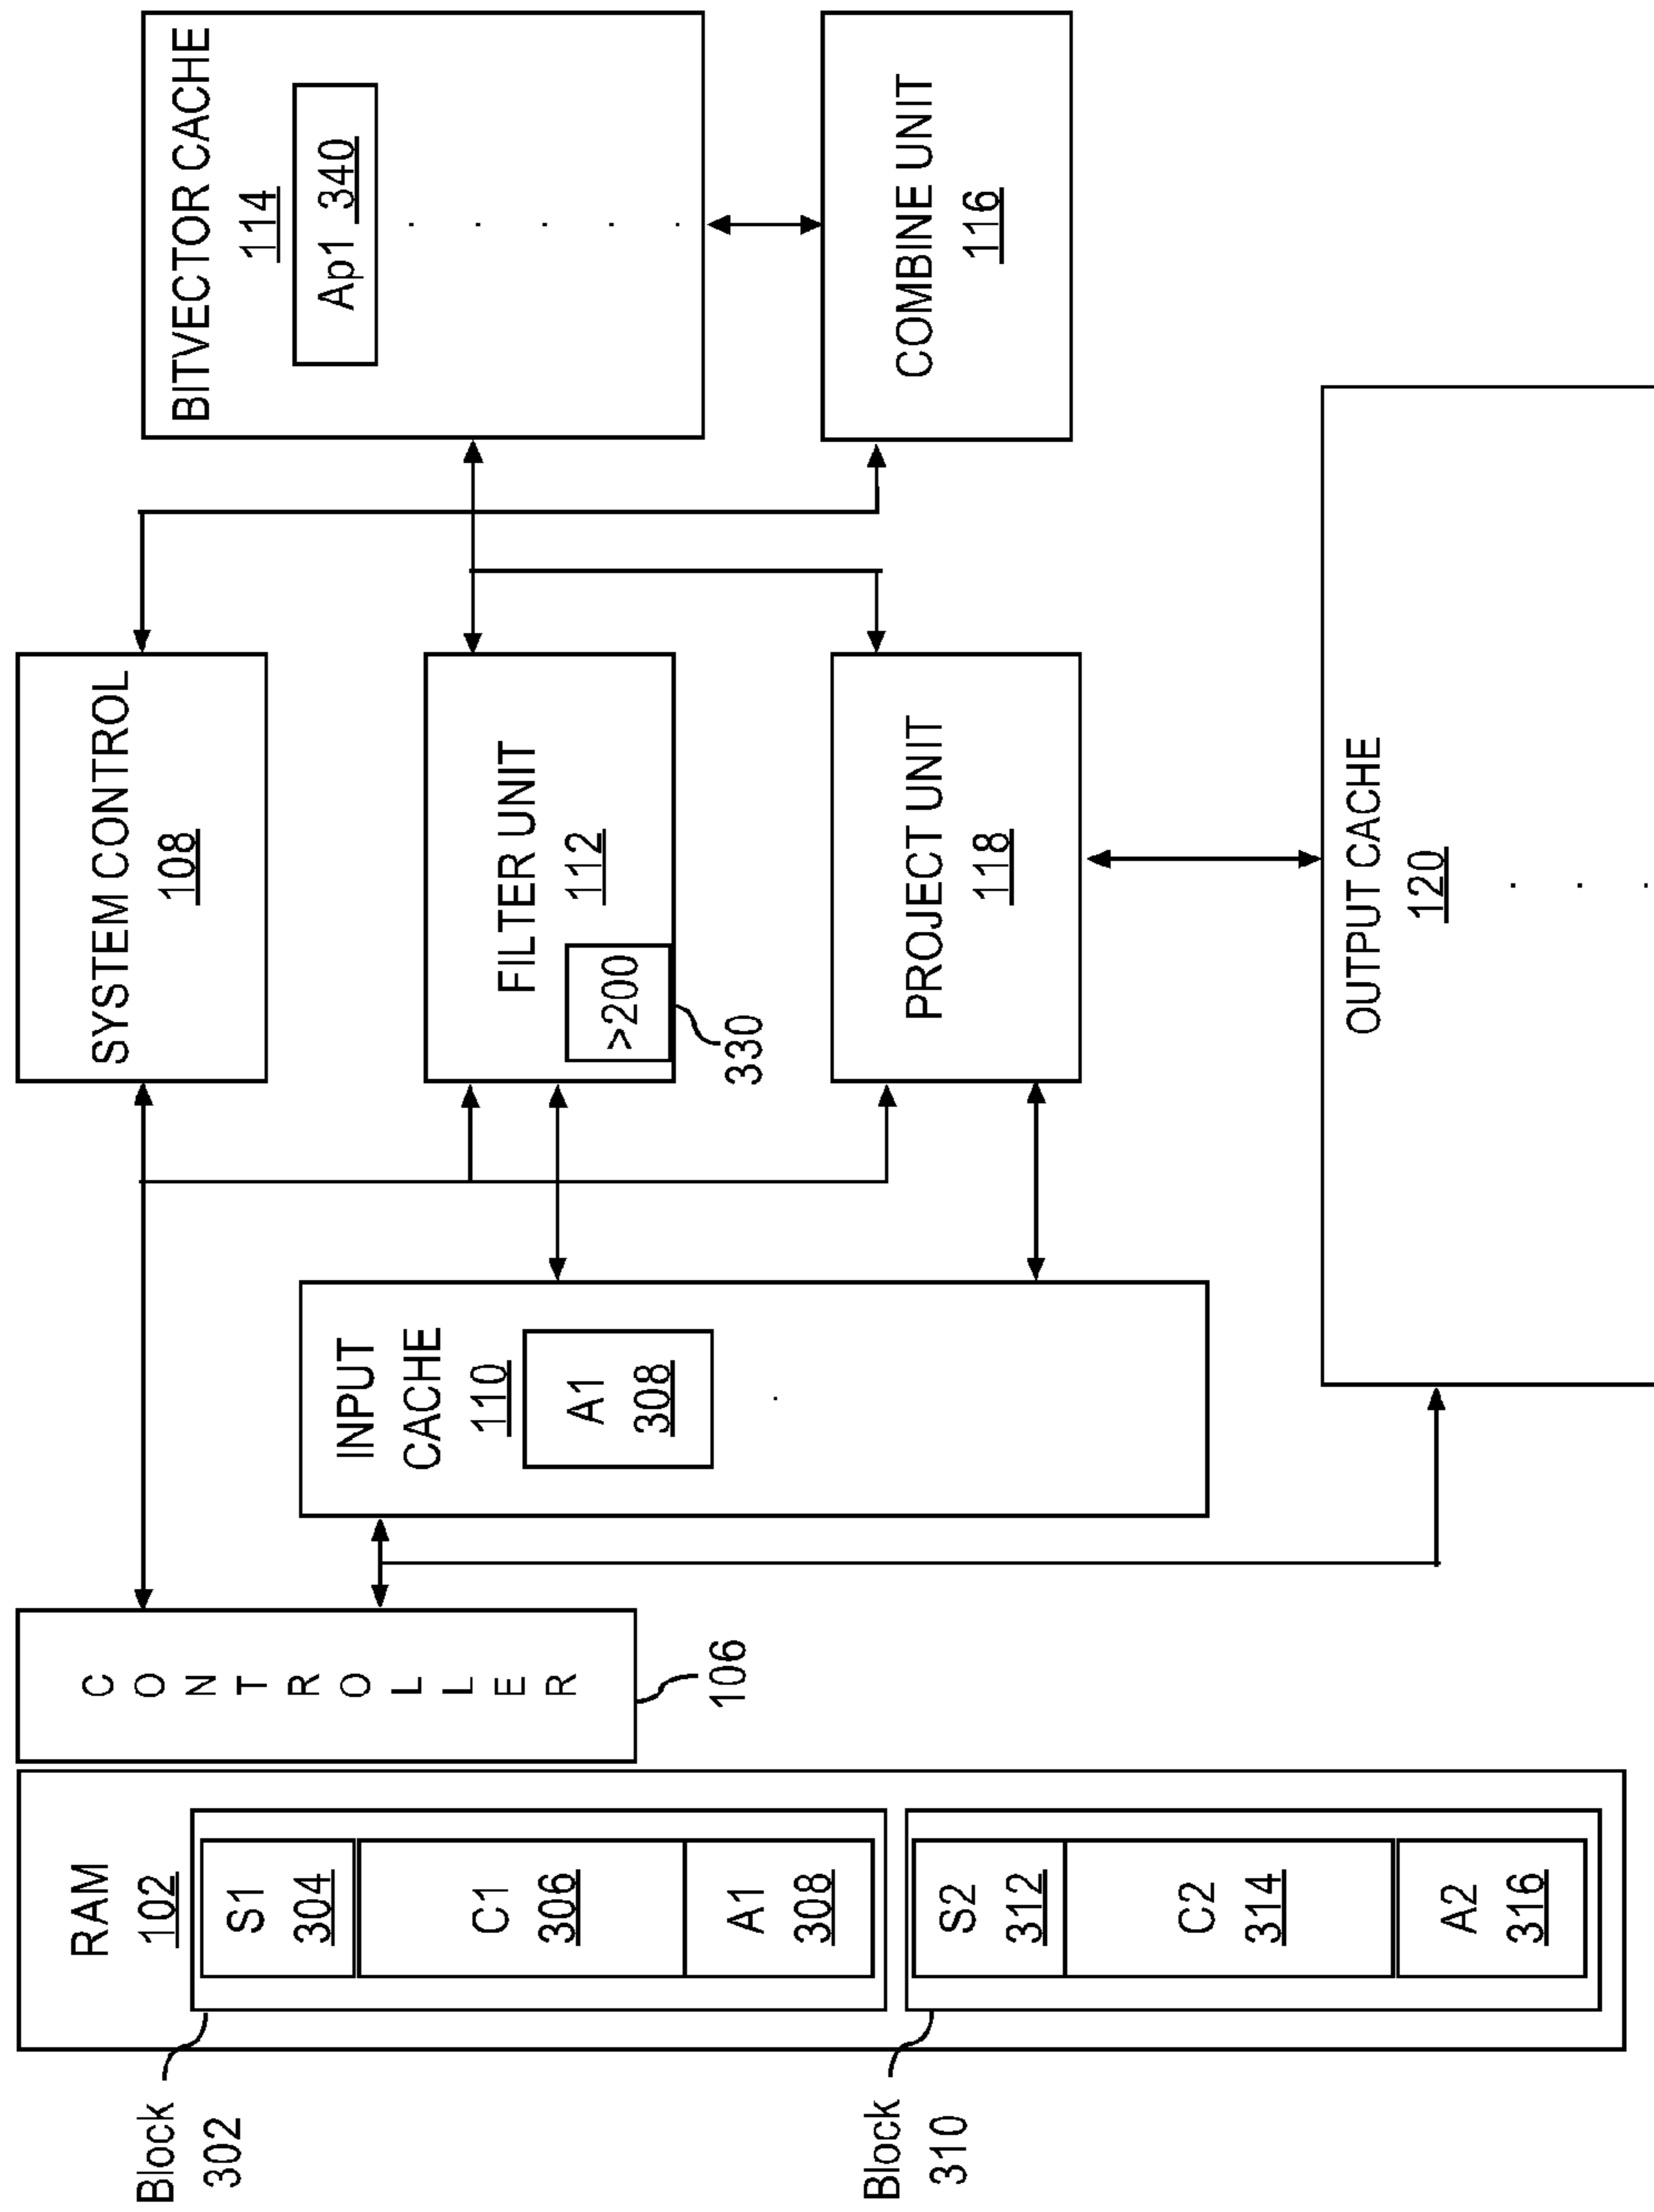 Block
302
Block
310
RAM
102
S1
304
C1
306
A1
308
S2
312
C2
314
A2
316
CONTROLLER
106
INPUT
CACHE
110
A1
308
SYSTEM CONTROL
108
FILTER UNIT
112
>200
330
PROJECT UNIT
118
BITVECTOR CACHE
114
Ap1 340
COMBINE UNIT
116
OUTPUT CACHE
120